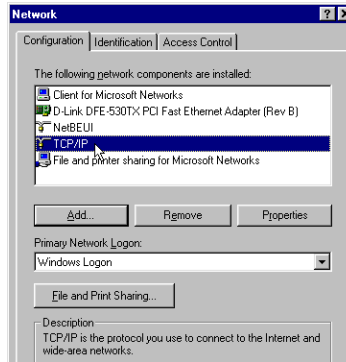 Network
Configuration Identification Access Control
The following network components are installed:
Client for Microsoft Networks
D-Link DFE-530TX PCI Fast Ethernet Adapter (Rev B)
NetBEUI
TCP/IP
File and printer sharing for Microsoft Networks
Add... Remove Properties
Primary Network Logon:
Windows Logon
File and Print Sharing...
Description
TCP/IP is the protocol you use to connect to the Internet and
wide-area networks.